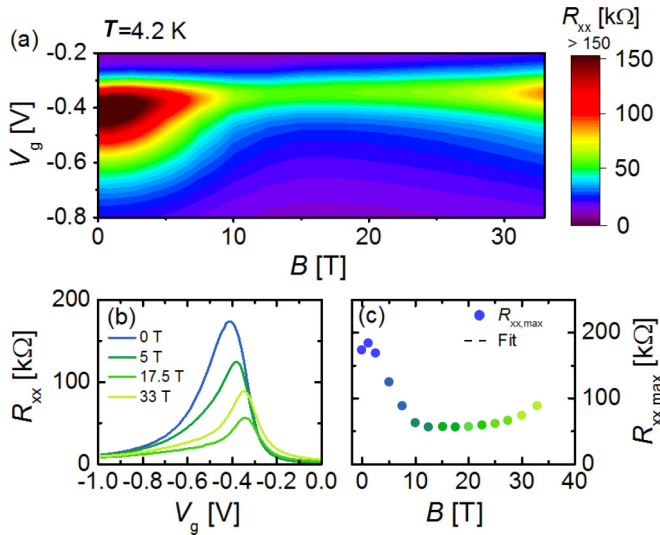 (a)
T=4.2 K
R_xx [kΩ]
> 150
150
100
50
0
-0.2
-0.4
-0.6
-0.8
V_g [V]
0 10 20 30
B [T]
(b)
200
100
0
R_xx [kΩ]
0 T
5 T
17.5 T
33 T
-1.0 -0.8 -0.6 -0.4 -0.2 0.0
V_g [V]
(c)
R_xx,max
Fit
200
100
0
R_xx,max [kΩ]
0 10 20 30 40
B [T]